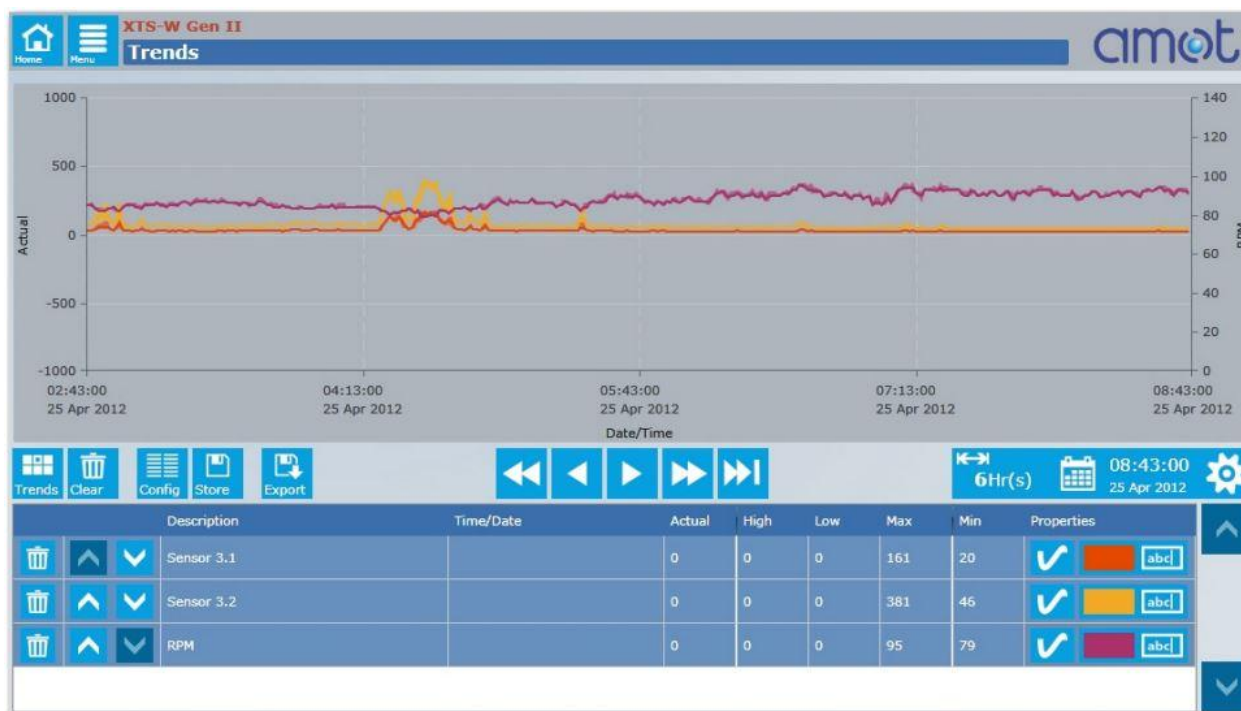 XTS-W Gen II
Home
Menu
Trends
amot
1000
500
0
-500
-1000
Actual
140
120
100
80
60
40
20
0
RPM
02:43:00
25 Apr 2012
04:13:00
25 Apr 2012
05:43:00
25 Apr 2012
07:13:00
25 Apr 2012
08:43:00
25 Apr 2012
Date/Time
Trends
Clear
Config
Store
Export
6Hr(s)
08:43:00
25 Apr 2012
Description Time/Date Actual High Low Max Min Properties
Sensor 3.1 0 0 0 161 20 abc
Sensor 3.2 0 0 0 381 46 abc
RPM 0 0 0 95 79 abc